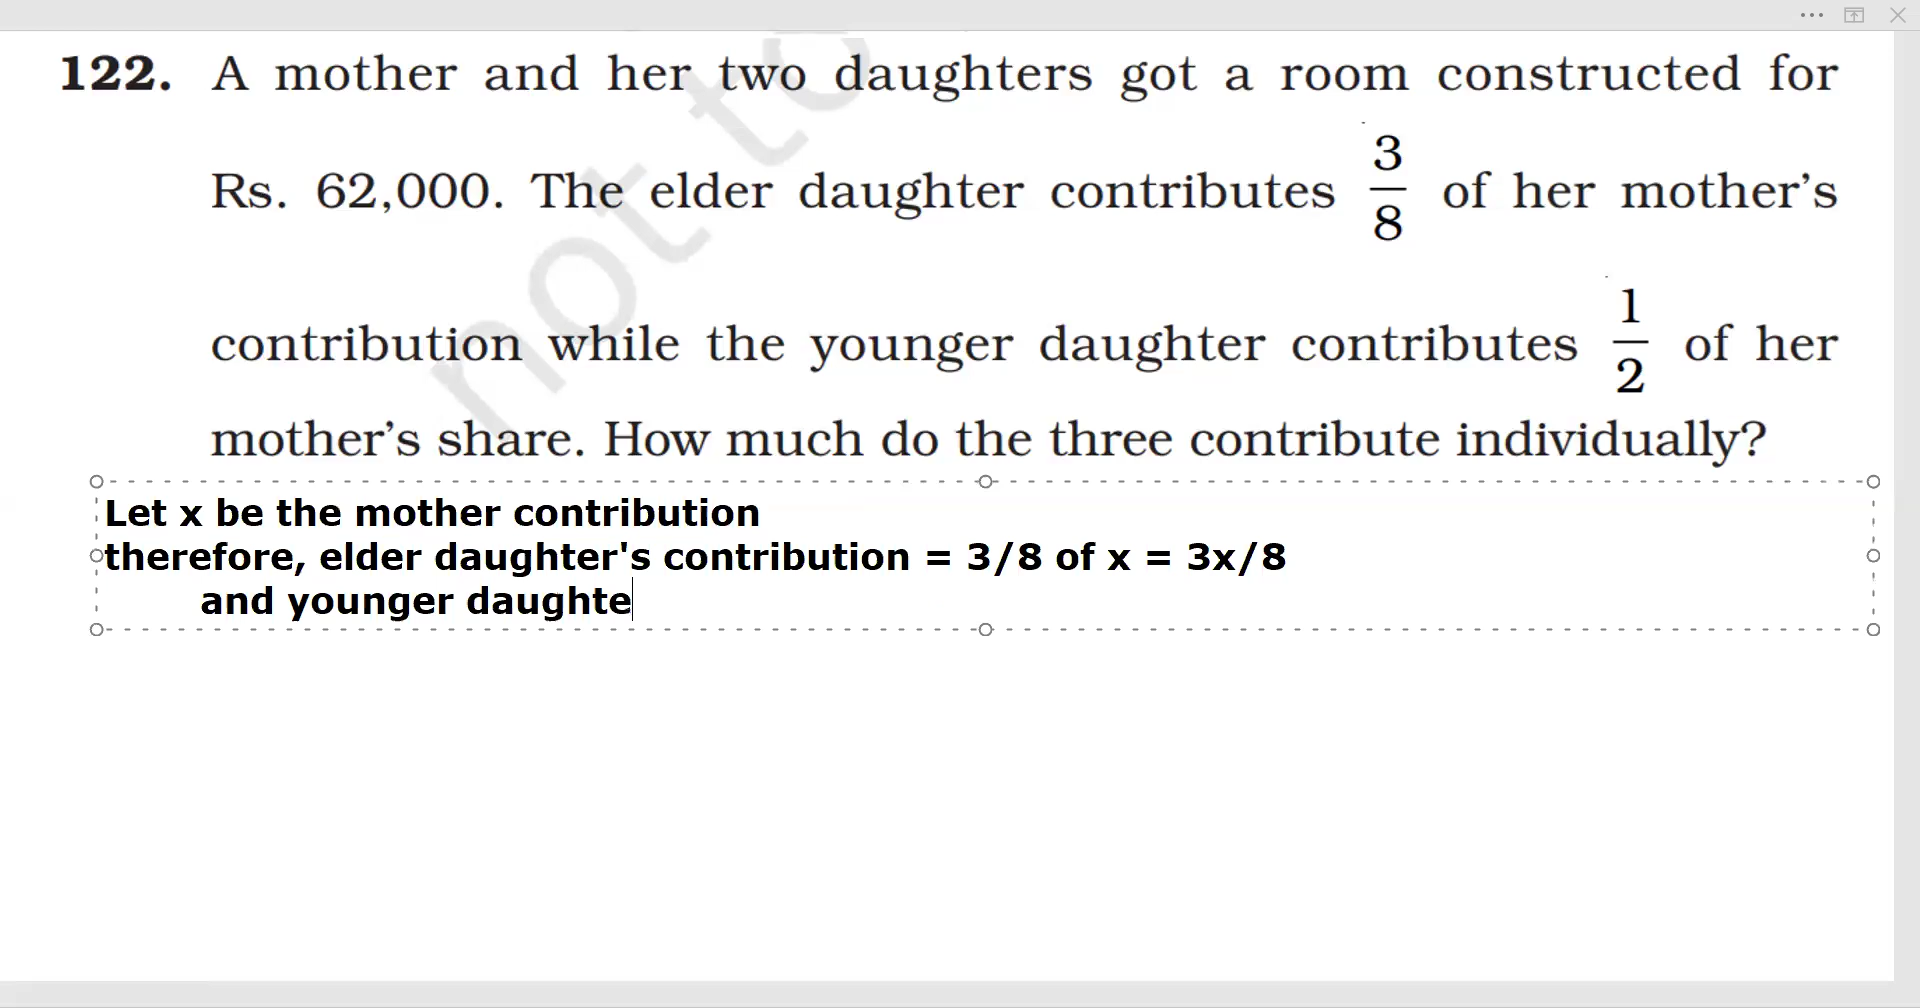 122. A mother and her two daughters got a room constructed for
Rs. 62,000. The elder daughter contributes 3/8 of her mother’s
contribution while the younger daughter contributes 1/2 of her
mother’s share. How much do the three contribute individually?
Let x be the mother contribution
therefore, elder daughter's contribution = 3/8 of x = 3x/8
and younger daughte
not to